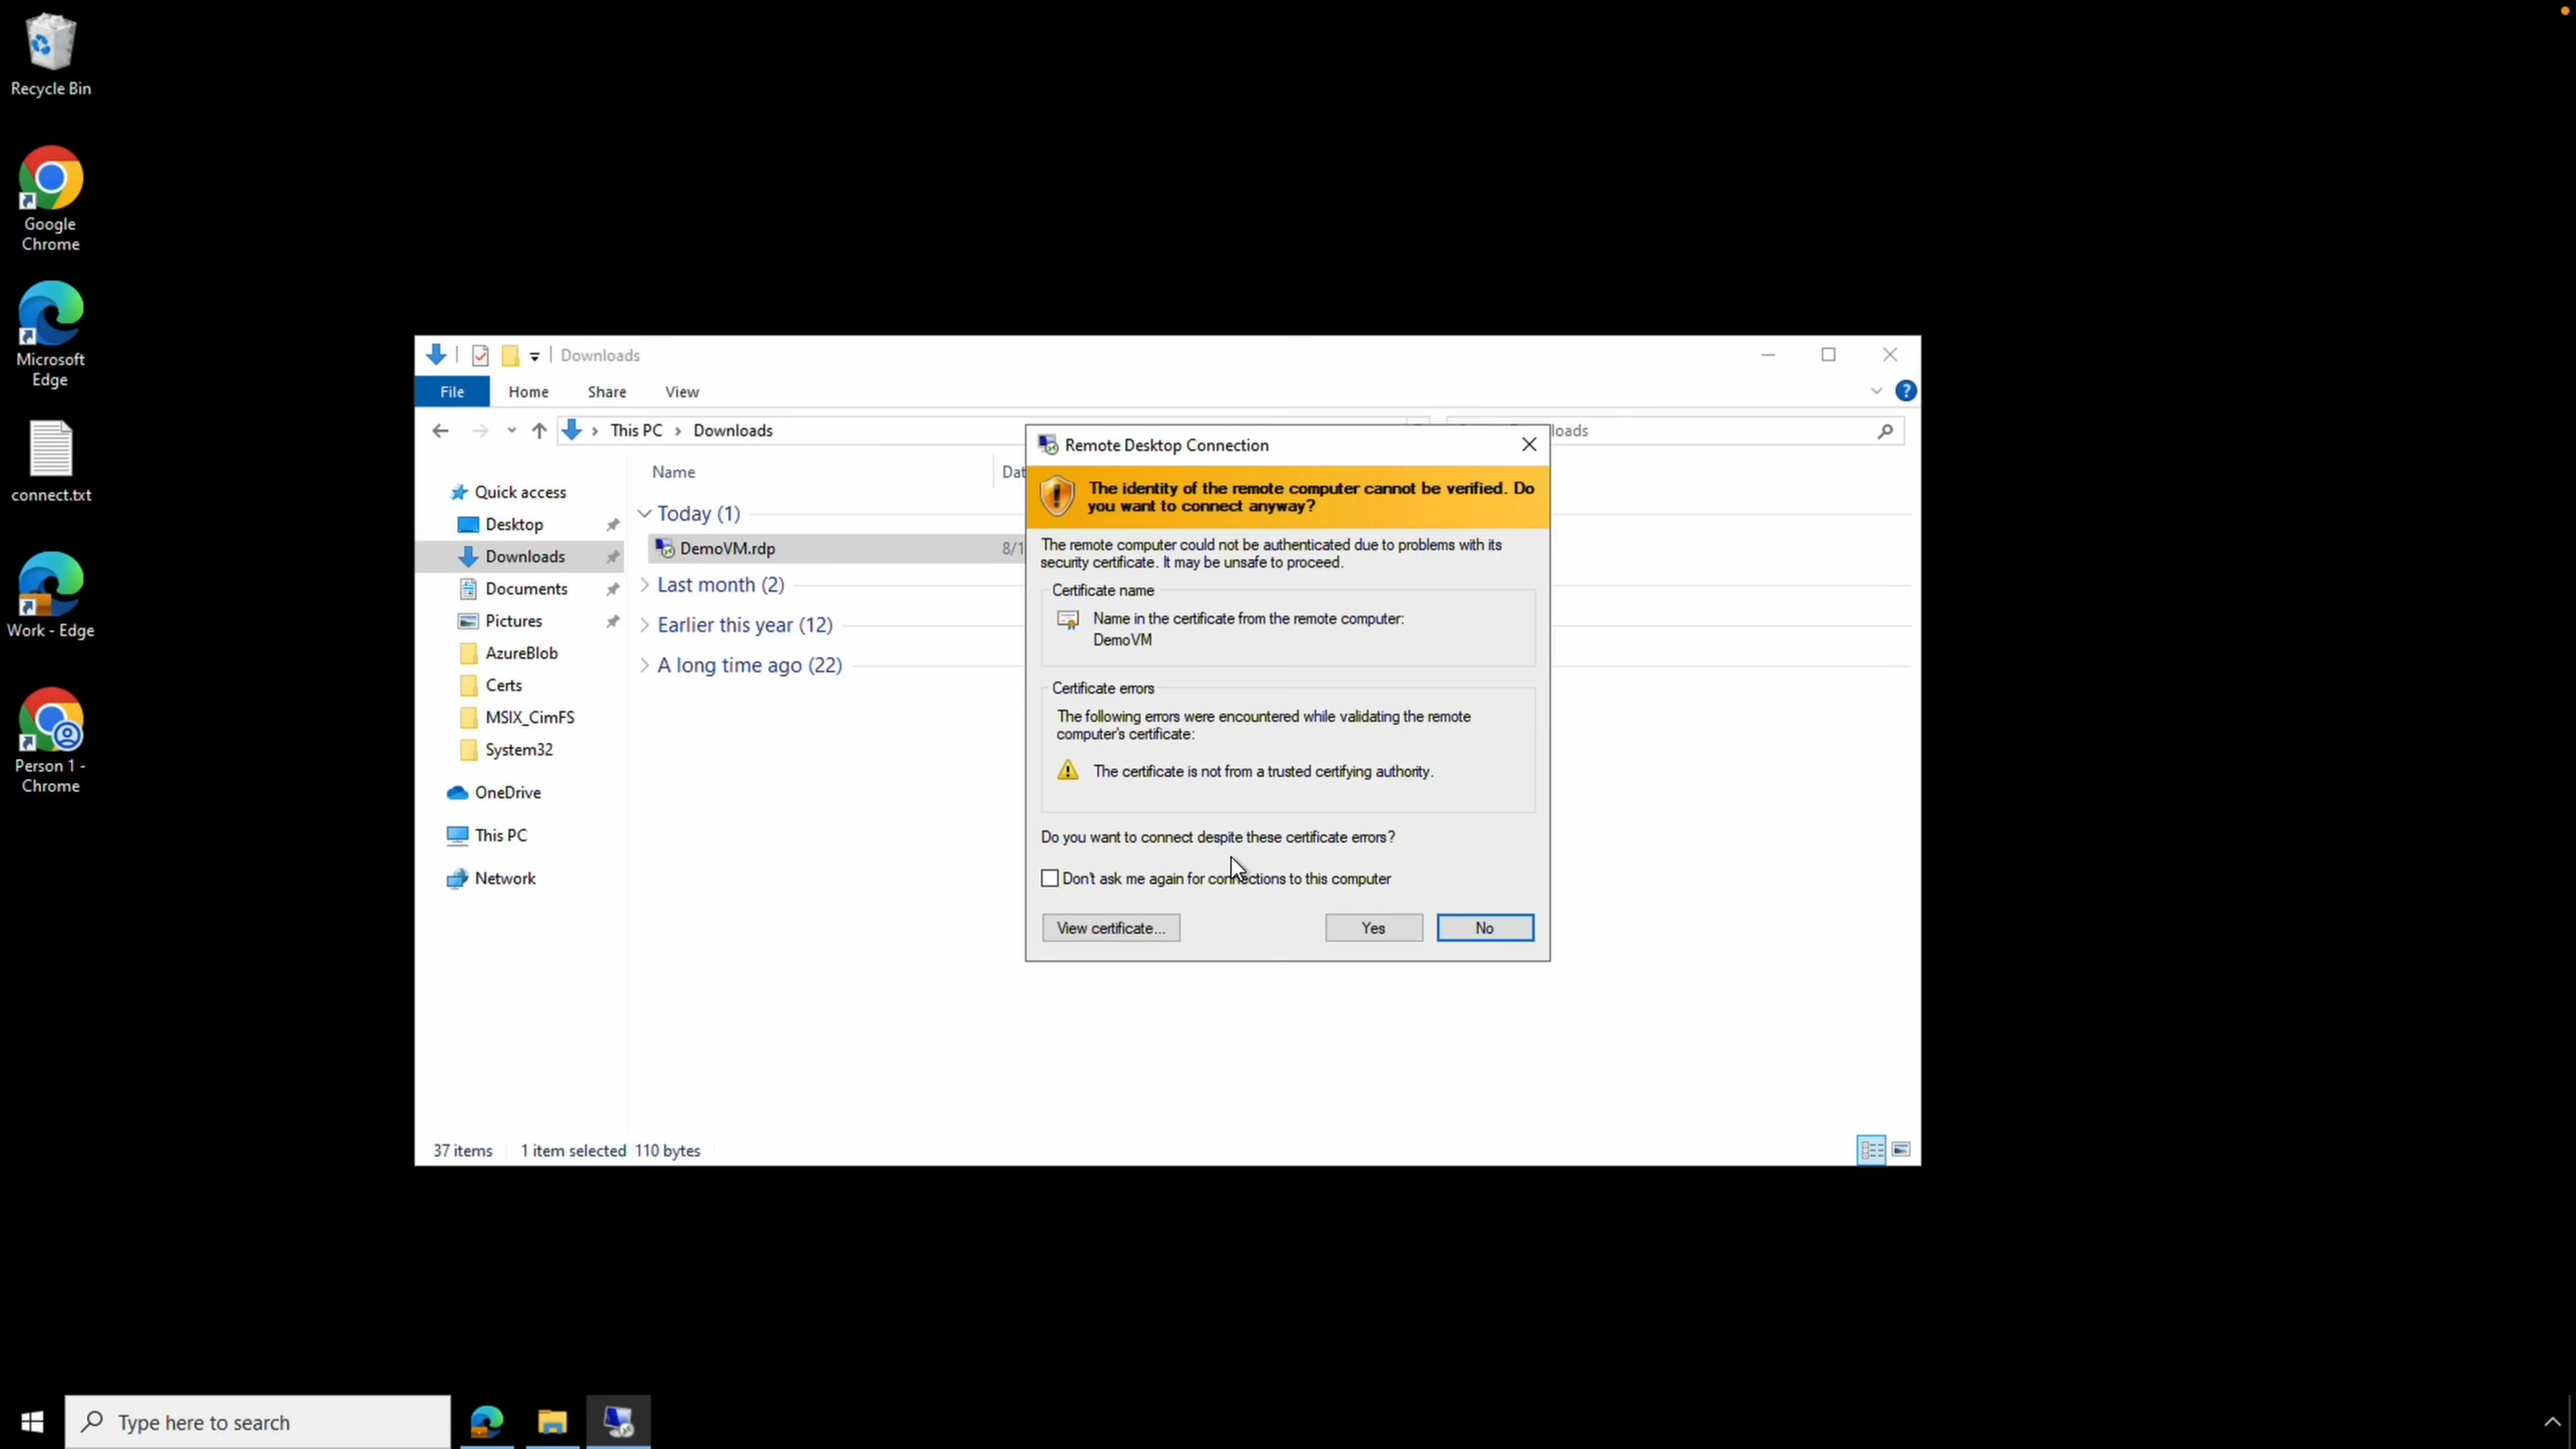 Recycle Bin
Google
Chrome
Microsoft
Edge
connect.txt
Work - Edge
Person 1 -
Chrome
Downloads
File
Home
Share
View
This PC
Downloads
loads
Name
Dat
Quick access
Desktop
Downloads
Documents
Pictures
AzureBlob
Certs
MSIX_CimFS
System32
OneDrive
This PC
Network
Today (1)
DemoVM.rdp
8/1
Last month (2)
Earlier this year (12)
A long time ago (22)
Remote Desktop Connection
The identity of the remote computer cannot be verified. Do
you want to connect anyway?
The remote computer could not be authenticated due to problems with its
security certificate. It may be unsafe to proceed.
Certificate name
Name in the certificate from the remote computer:
DemoVM
Certificate errors
The following errors were encountered while validating the remote
computer's certificate:
The certificate is not from a trusted certifying authority.
Do you want to connect despite these certificate errors?
Don't ask me again for connections to this computer
View certificate...
Yes
No
37 items
1 item selected 110 bytes
Type here to search